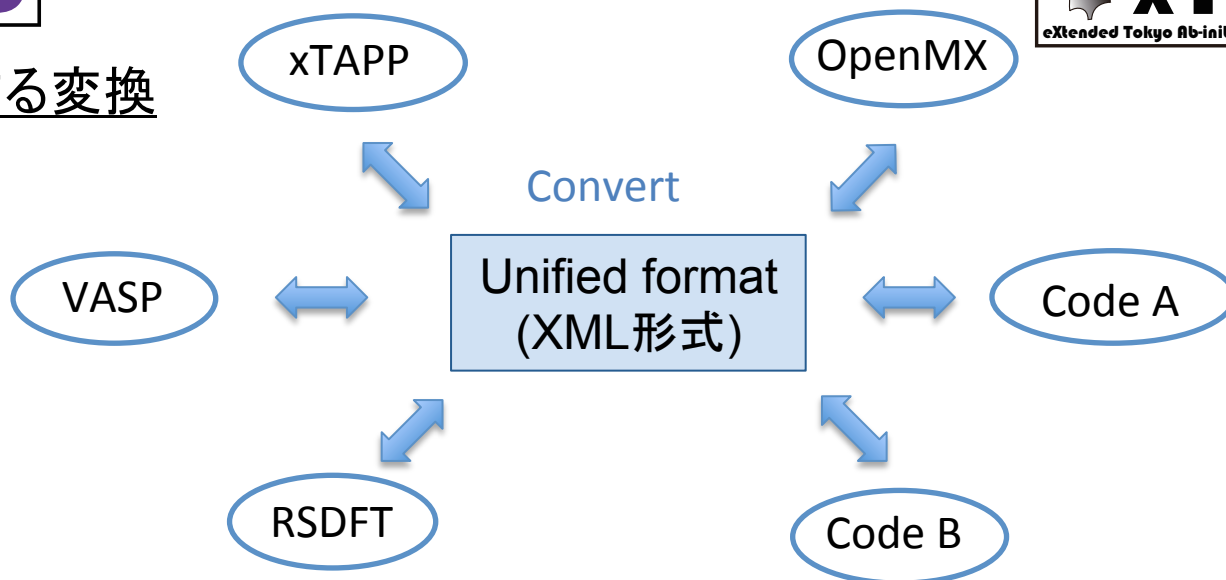 eXtended Tokyo Ab-init
る変換
xTAPP
OpenMX
Convert
VASP
Unified format
(XML形式)
Code A
RSDFT
Code B